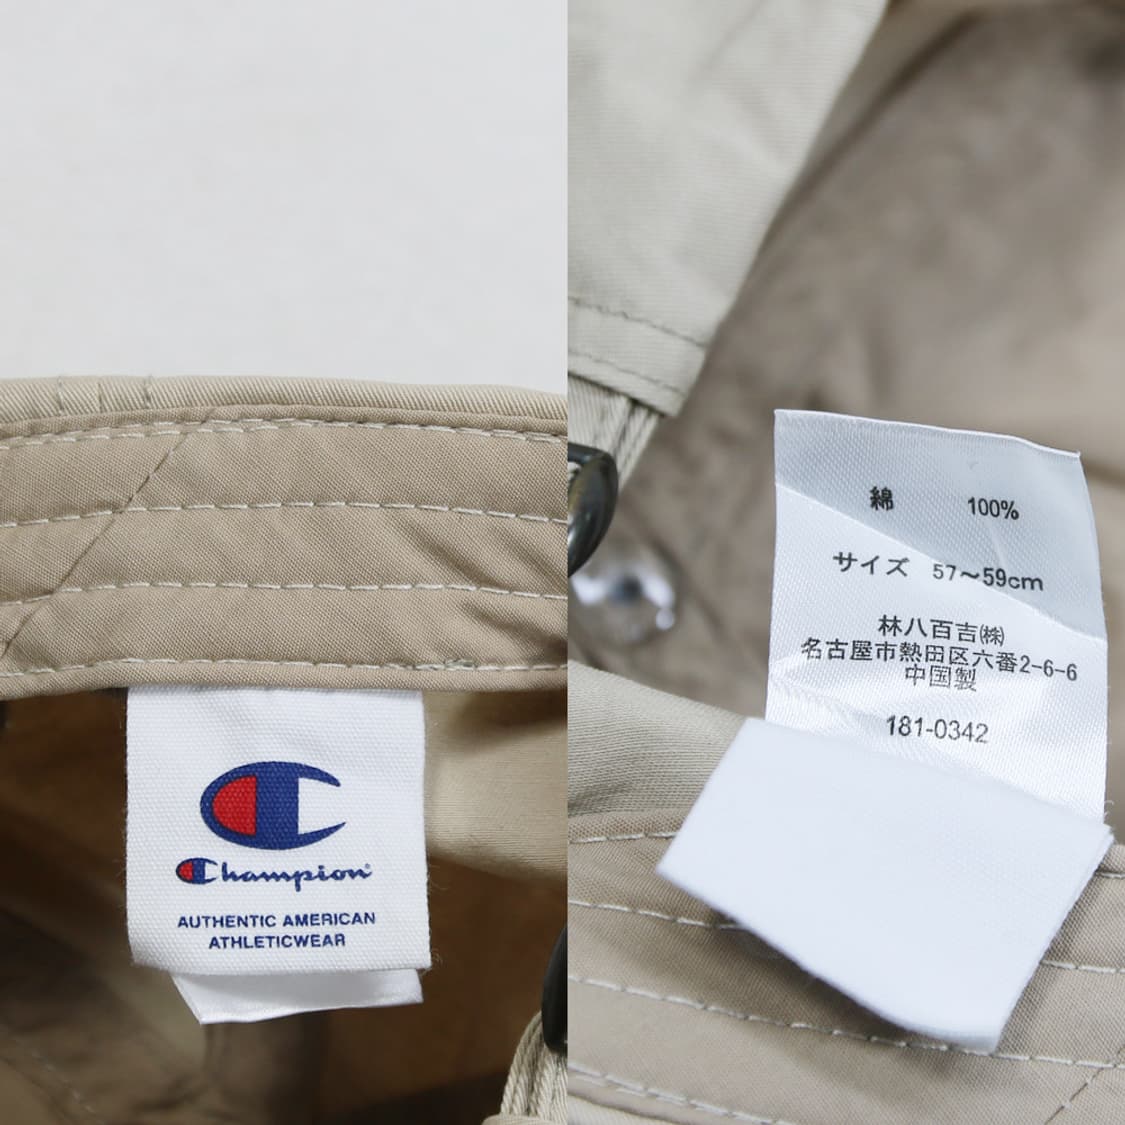 Champion
AUTHENTIC AMERICAN
ATHLETICWEAR
綿 100%
サイズ 57～59cm
林八百吉㈱
名古屋市熱田区六番2-6-6
中国製
181-0342